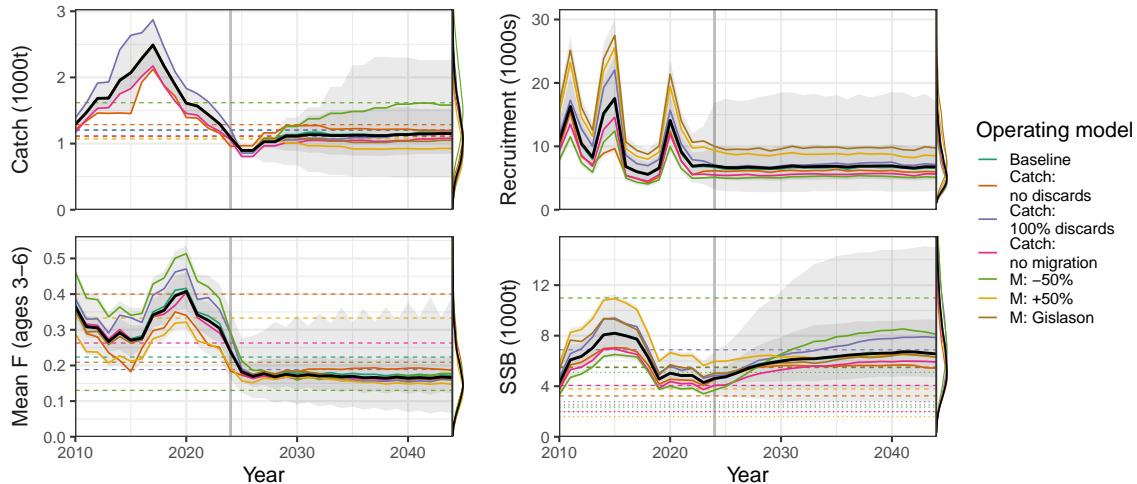 Catch (1000t)
3
2
1
0
Recruitment (1000s)
30
20
10
0
Mean F (ages 3−6)
0.5
0.4
0.3
0.2
0.1
0.0
2010
2020
2030
2040
Year
SSB (1000t)
12
8
4
0
2010
2020
2030
2040
Year
Operating model
Baseline
Catch:
no discards
Catch:
100% discards
Catch:
no migration
M: −50%
M: +50%
M: Gislason